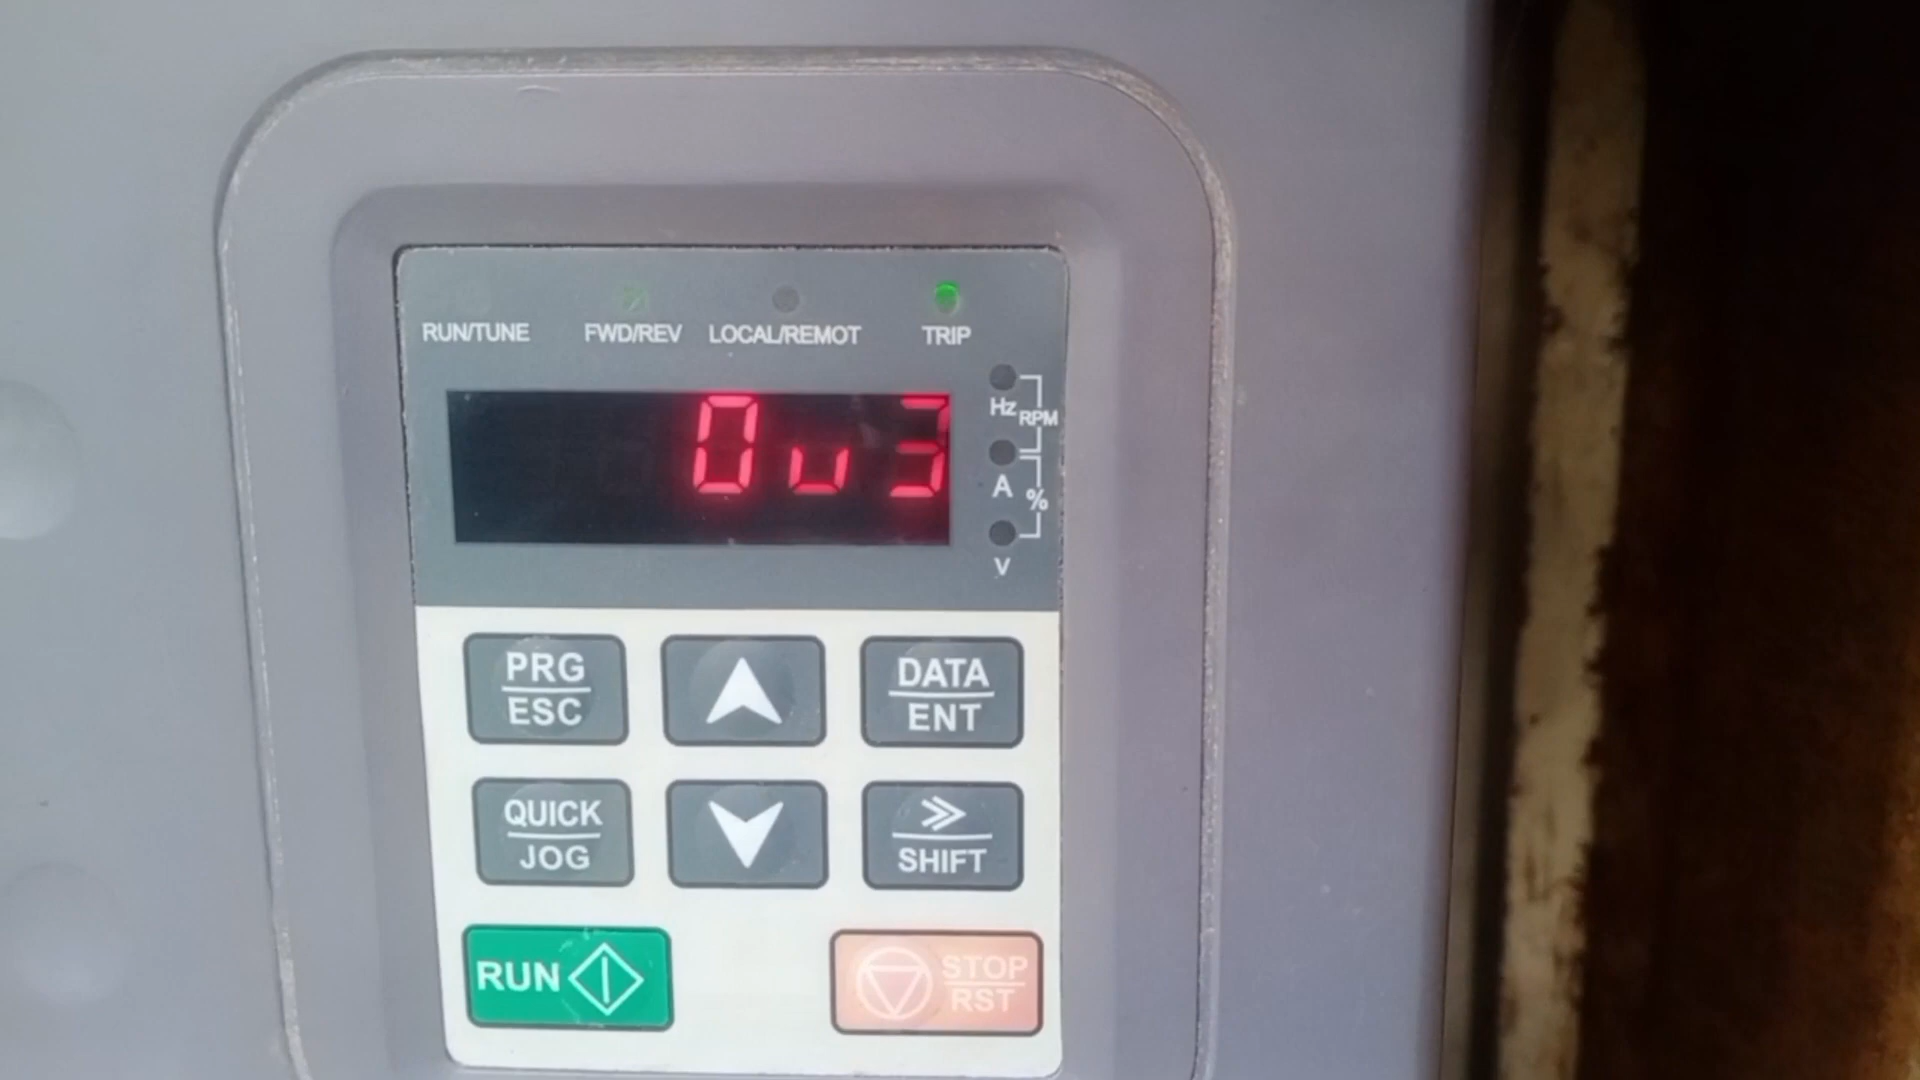 RUN/TUNE FWD/REV LOCAL/REMOT TRIP
0u3
Hz
RPM
A
%
V
PRG
ESC
DATA
ENT
QUICK
JOG
SHIFT
RUN
STOP
RST